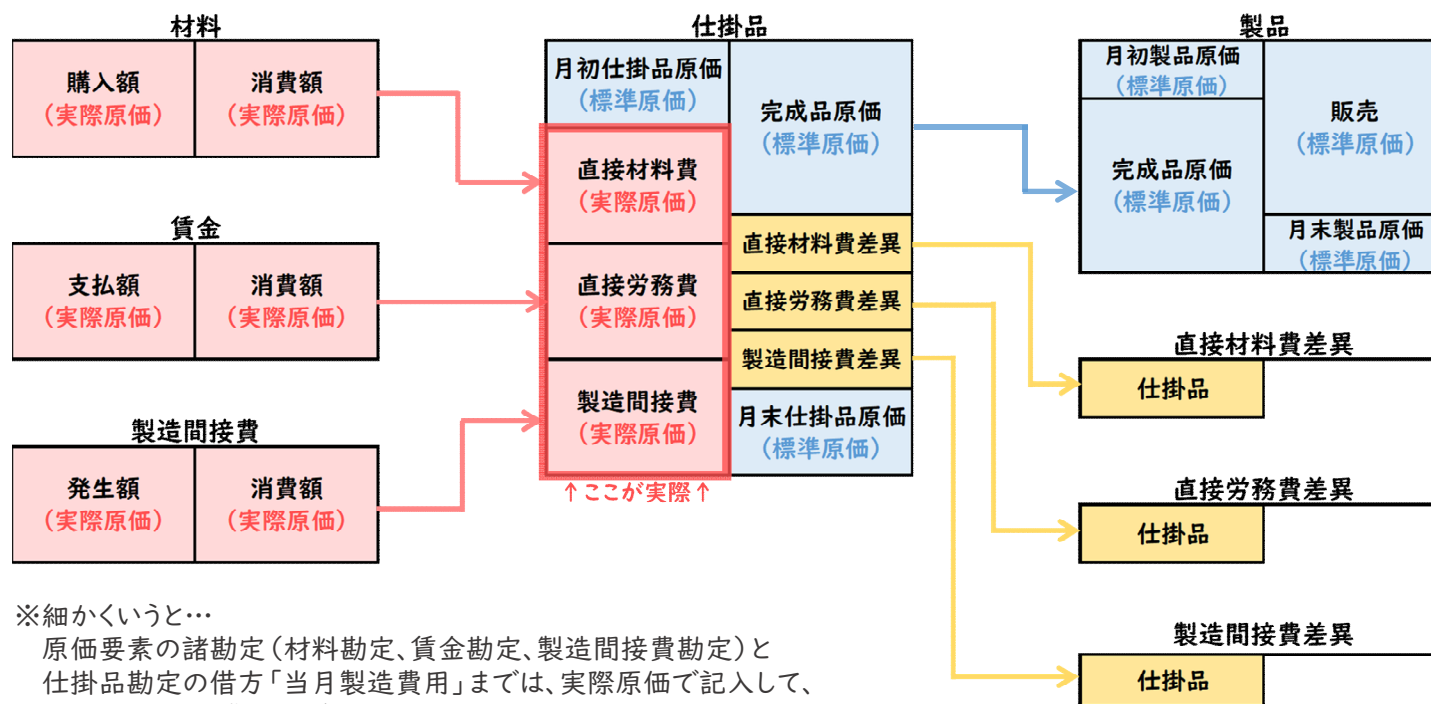 材料
購入額
(実際原価)
消費額
(実際原価)
賃金
支払額
(実際原価)
消費額
(実際原価)
製造間接費
発生額
(実際原価)
消費額
(実際原価)
仕掛品
月初仕掛品原価
(標準原価)
直接材料費
(実際原価)
直接労務費
(実際原価)
製造間接費
(実際原価)
↑ここが実際↑
完成品原価
(標準原価)
直接材料費差異
直接労務費差異
製造間接費差異
月末仕掛品原価
(標準原価)
製品
月初製品原価
(標準原価)
完成品原価
(標準原価)
販売
(標準原価)
月末製品原価
(標準原価)
直接材料費差異
仕掛品
直接労務費差異
仕掛品
製造間接費差異
仕掛品
※細かくいうと…
原価要素の諸勘定(材料勘定、賃金勘定、製造間接費勘定)と
仕掛品勘定の借方「当月製造費用」までは、実際原価で記入して、